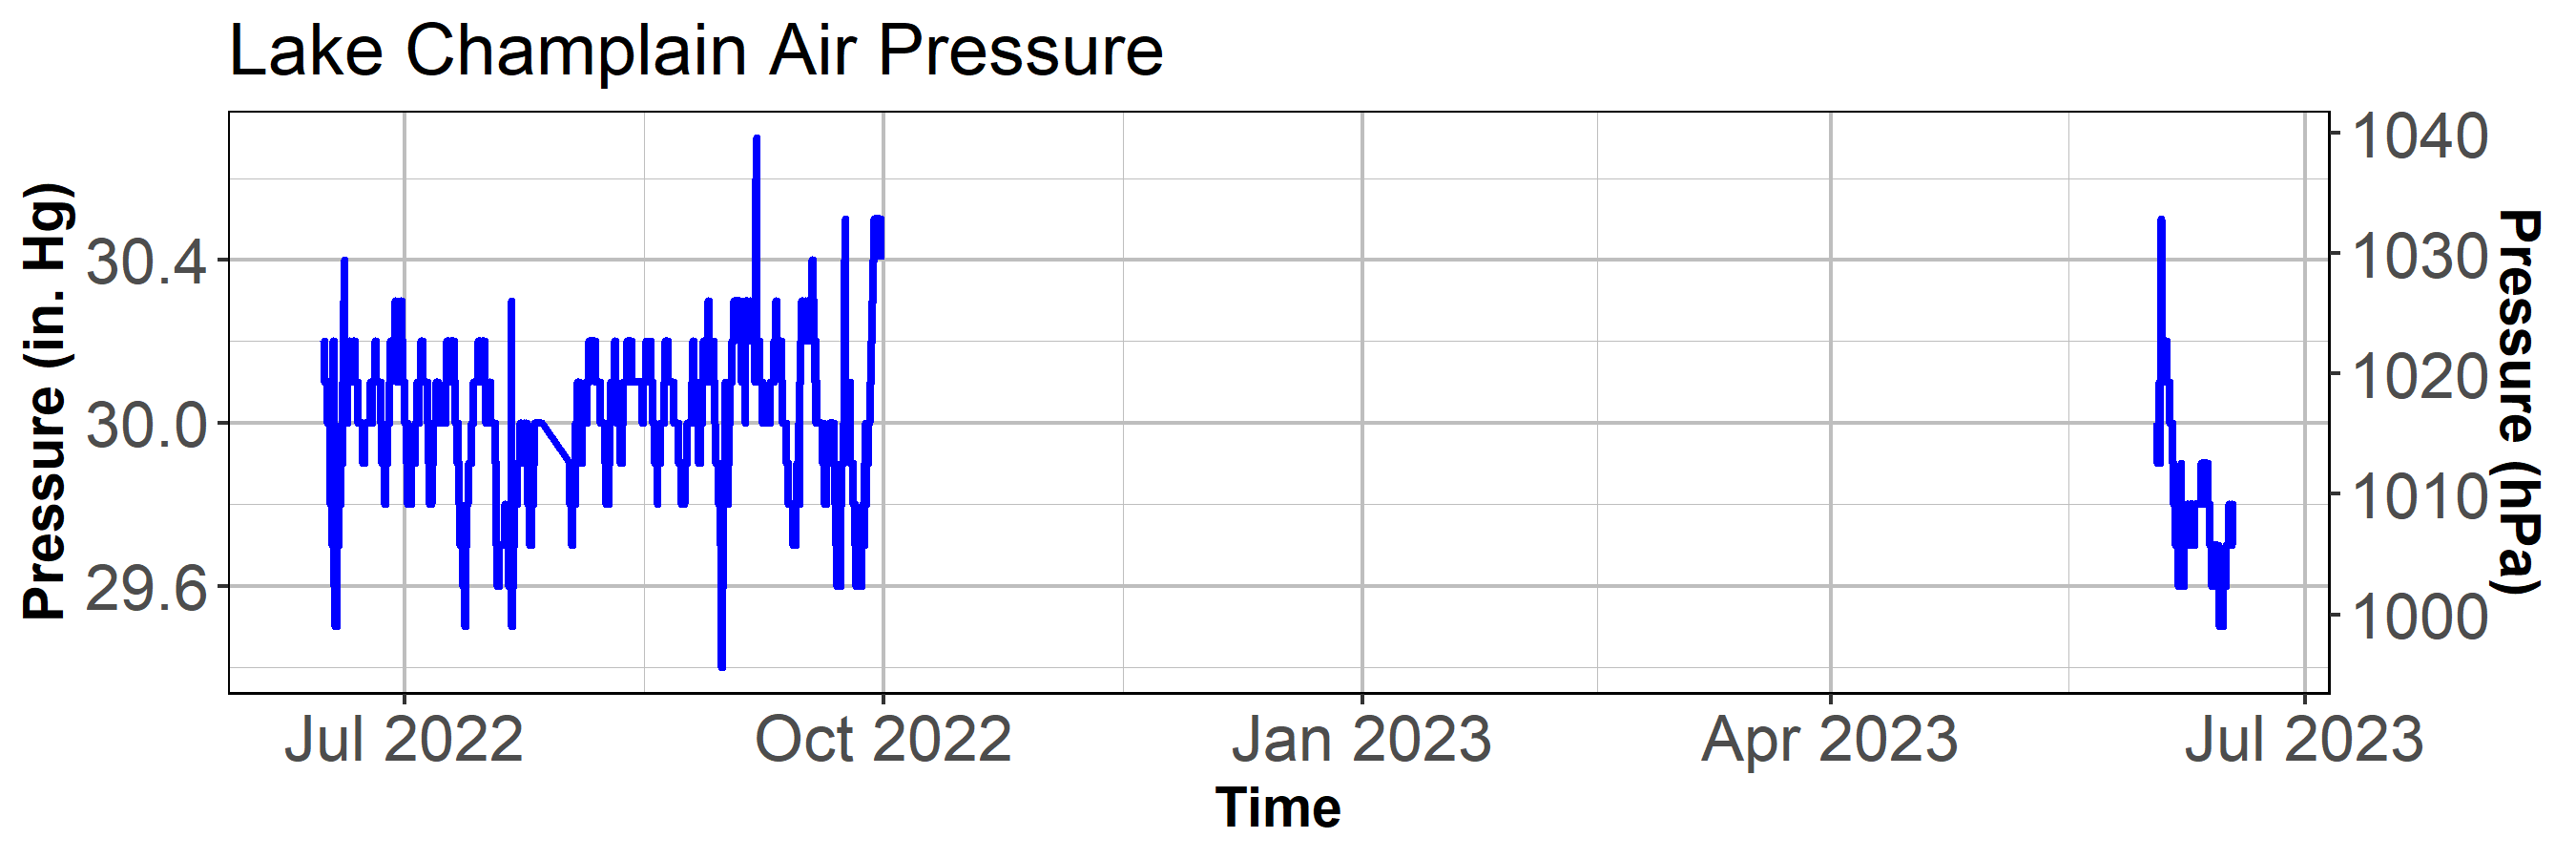 Lake Champlain Air Pressure
Pressure (in. Hg)
30.4
30.0
29.6
1040
1030
1020
1010
1000
Pressure (hPa)
Jul 2022
Oct 2022
Jan 2023
Apr 2023
Jul 2023
Time